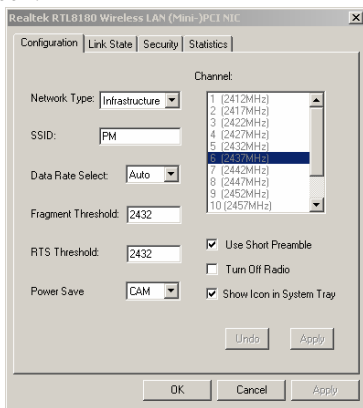 Realtek RTL8180 Wireless LAN (Mini-)PCI NIC
Configuration Link State Security Statistics
Network Type: Infrastructure
SSID: PM
Data Rate Select: Auto
Fragment Threshold: 2432
RTS Threshold: 2432
Power Save CAM
Channel:
1 (2412MHz)
2 (2417MHz)
3 (2422MHz)
4 (2427MHz)
5 (2432MHz)
6 (2437MHz)
7 (2442MHz)
8 (2447MHz)
9 (2452MHz)
10 (2457MHz)
Use Short Preamble
Turn Off Radio
Show Icon in System Tray
Undo Apply
OK Cancel Apply